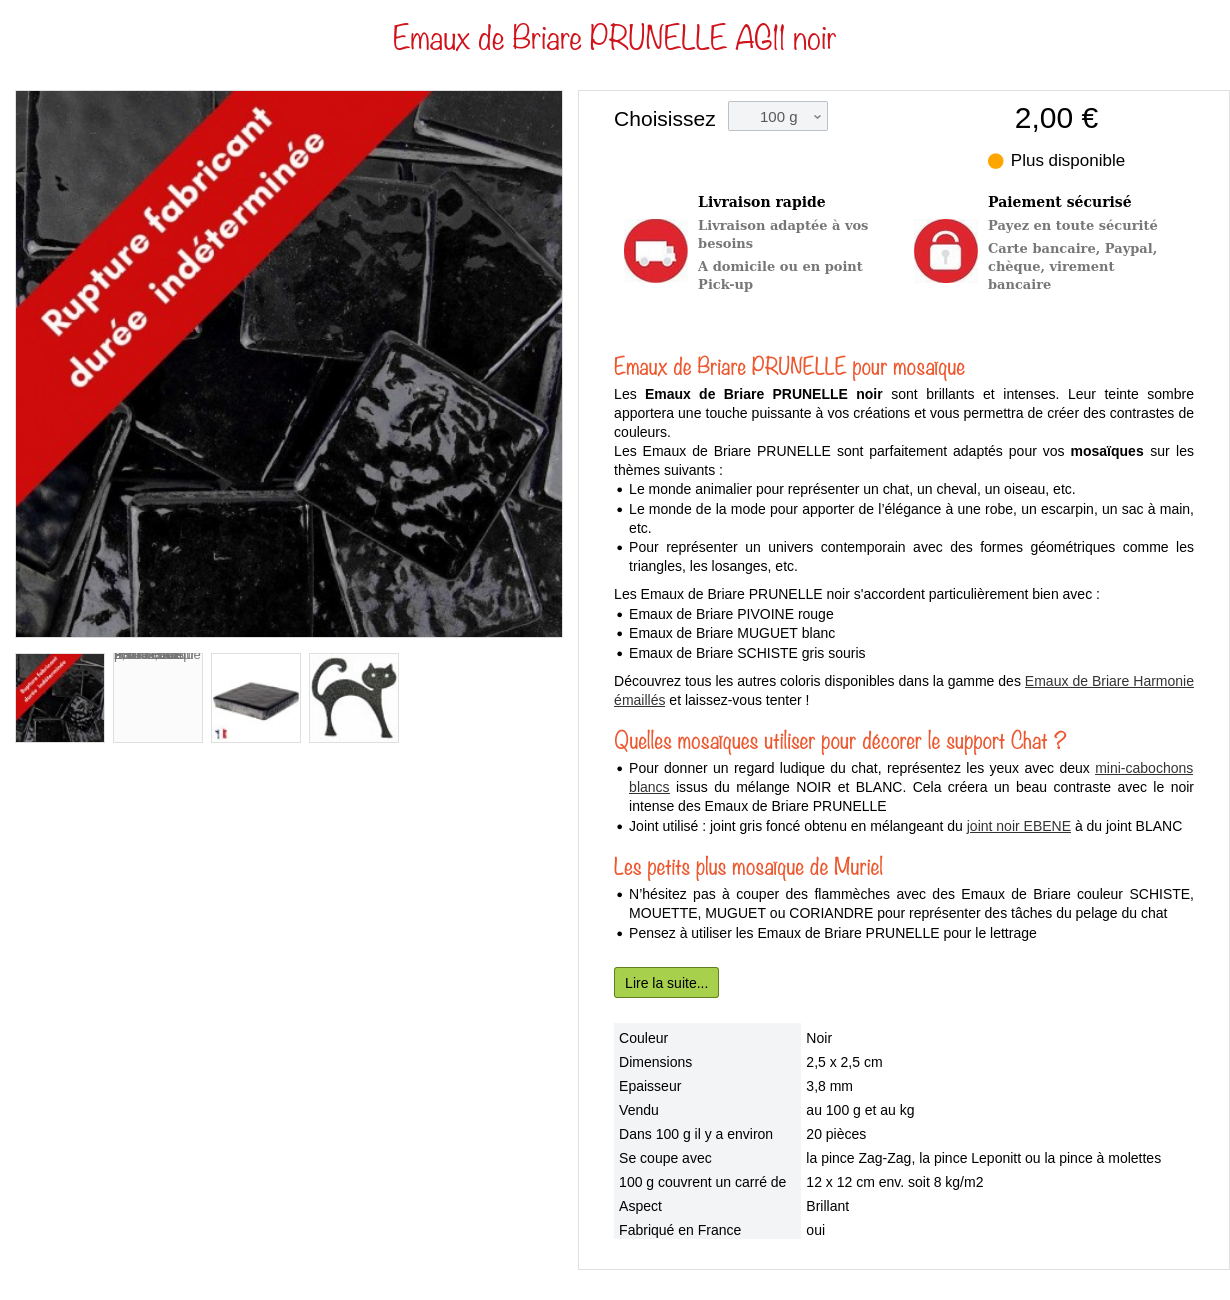 Emaux de Briare PRUNELLE AG11 noir
Rupture fabricant
durée indéterminée
Rupture fabricant
durée indéterminée
Choisissez
100 g
2,00 €
Plus disponible
Livraison rapide
Livraison adaptée à vos
besoins
A domicile ou en point
Pick-up
Paiement sécurisé
Payez en toute sécurité
Carte bancaire, Paypal,
chèque, virement
bancaire
Emaux de Briare PRUNELLE pour mosaïque
Les Emaux de Briare PRUNELLE noir sont brillants et intenses. Leur teinte sombre
apportera une touche puissante à vos créations et vous permettra de créer des contrastes de
couleurs.
Les Emaux de Briare PRUNELLE sont parfaitement adaptés pour vos mosaïques sur les
thèmes suivants :
• Le monde animalier pour représenter un chat, un cheval, un oiseau, etc.
• Le monde de la mode pour apporter de l’élégance à une robe, un escarpin, un sac à main,
etc.
• Pour représenter un univers contemporain avec des formes géométriques comme les
triangles, les losanges, etc.
Les Emaux de Briare PRUNELLE noir s'accordent particulièrement bien avec :
• Emaux de Briare PIVOINE rouge
• Emaux de Briare MUGUET blanc
• Emaux de Briare SCHISTE gris souris
Découvrez tous les autres coloris disponibles dans la gamme des Emaux de Briare Harmonie
émaillés et laissez-vous tenter !
Quelles mosaïques utiliser pour décorer le support Chat ?
• Pour donner un regard ludique du chat, représentez les yeux avec deux mini-cabochons
blancs issus du mélange NOIR et BLANC. Cela créera un beau contraste avec le noir
intense des Emaux de Briare PRUNELLE
• Joint utilisé : joint gris foncé obtenu en mélangeant du joint noir EBENE à du joint BLANC
Les petits plus mosaïque de Muriel
• N’hésitez pas à couper des flammèches avec des Emaux de Briare couleur SCHISTE,
MOUETTE, MUGUET ou CORIANDRE pour représenter des tâches du pelage du chat
• Pensez à utiliser les Emaux de Briare PRUNELLE pour le lettrage
Lire la suite...
Couleur Noir
Dimensions 2,5 x 2,5 cm
Epaisseur 3,8 mm
Vendu au 100 g et au kg
Dans 100 g il y a environ 20 pièces
Se coupe avec la pince Zag-Zag, la pince Leponitt ou la pince à molettes
100 g couvrent un carré de 12 x 12 cm env. soit 8 kg/m2
Aspect Brillant
Fabriqué en France oui